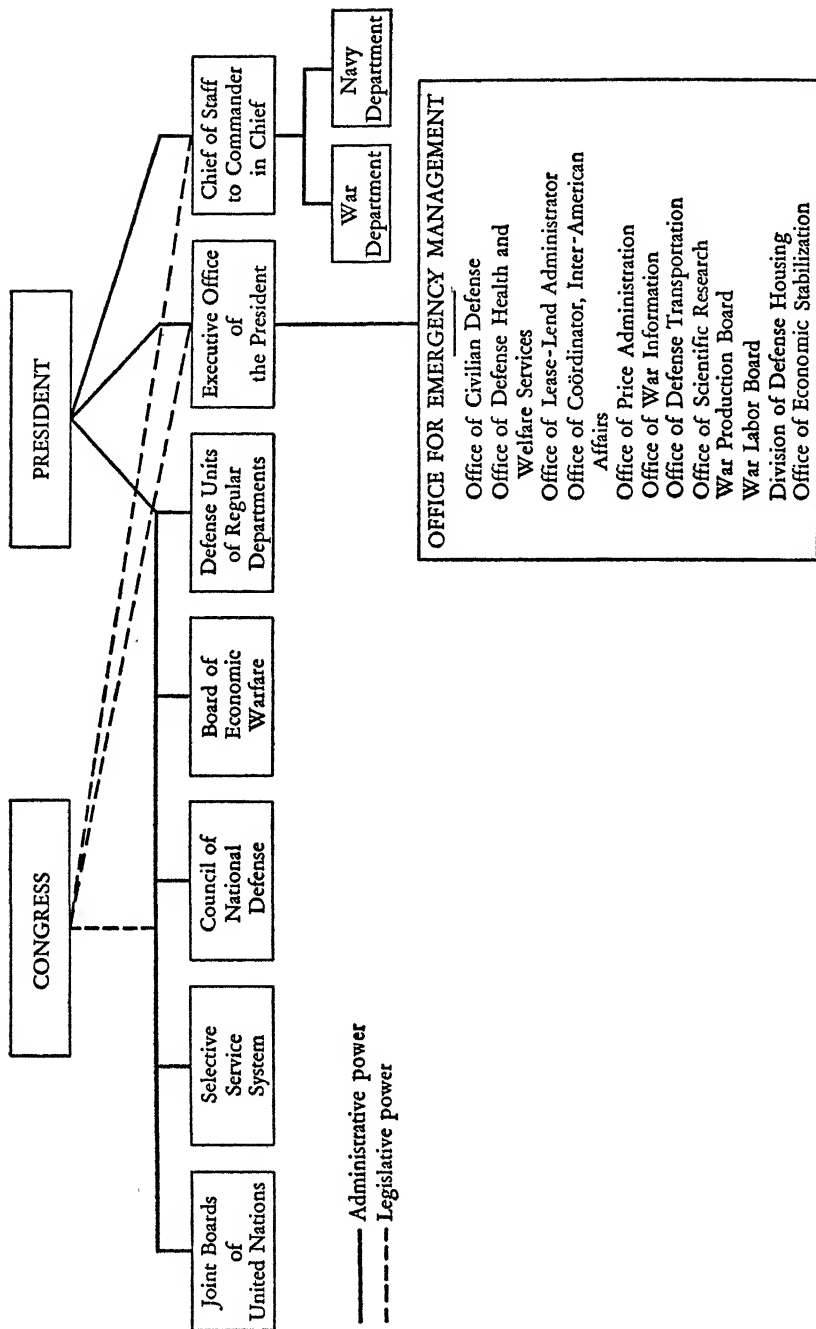 CONGRESS
PRESIDENT
Joint Boards
of
United Nations
Selective
Service
System
Council of
National
Defense
Board of
Economic
Warfare
Defense Units
of Regular
Departments
Executive Office
of
the President
Chief of Staff
to Commander
in Chief
War
Department
Navy
Department
Administrative power
Legislative power
OFFICE FOR EMERGENCY MANAGEMENT
Office of Civilian Defense
Office of Defense Health and
Welfare Services
Office of Lease-Lend Administrator
Office of Coördinator, Inter-American
Affairs
Office of Price Administration
Office of War Information
Office of Defense Transportation
Office of Scientific Research
War Production Board
War Labor Board
Division of Defense Housing
Office of Economic Stabilization